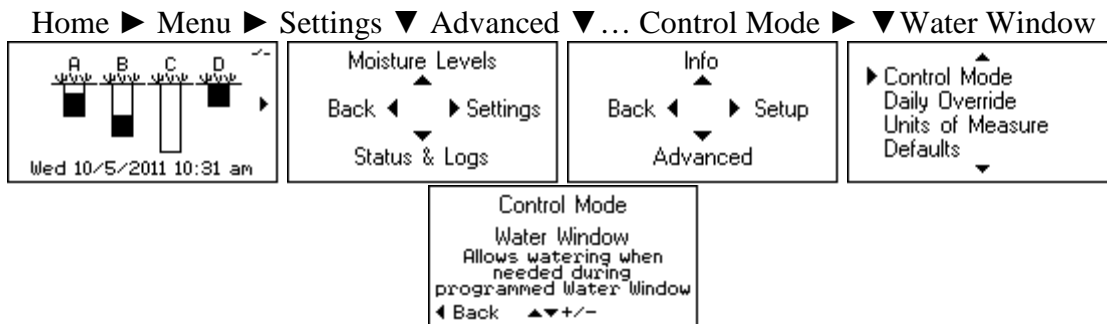 Home ► Menu ► Settings ▼ Advanced ▼… Control Mode ► ▼Water Window
A B C D
Wed 10/5/2011 10:31 am
Moisture Levels
Back ◄ ► Settings
Status & Logs
Info
Back ◄ ► Setup
Advanced
►Control Mode
Daily Override
Units of Measure
Defaults
Control Mode
Water Window
Allows watering when
needed during
programmed Water Window
◄ Back ▲▼+/-